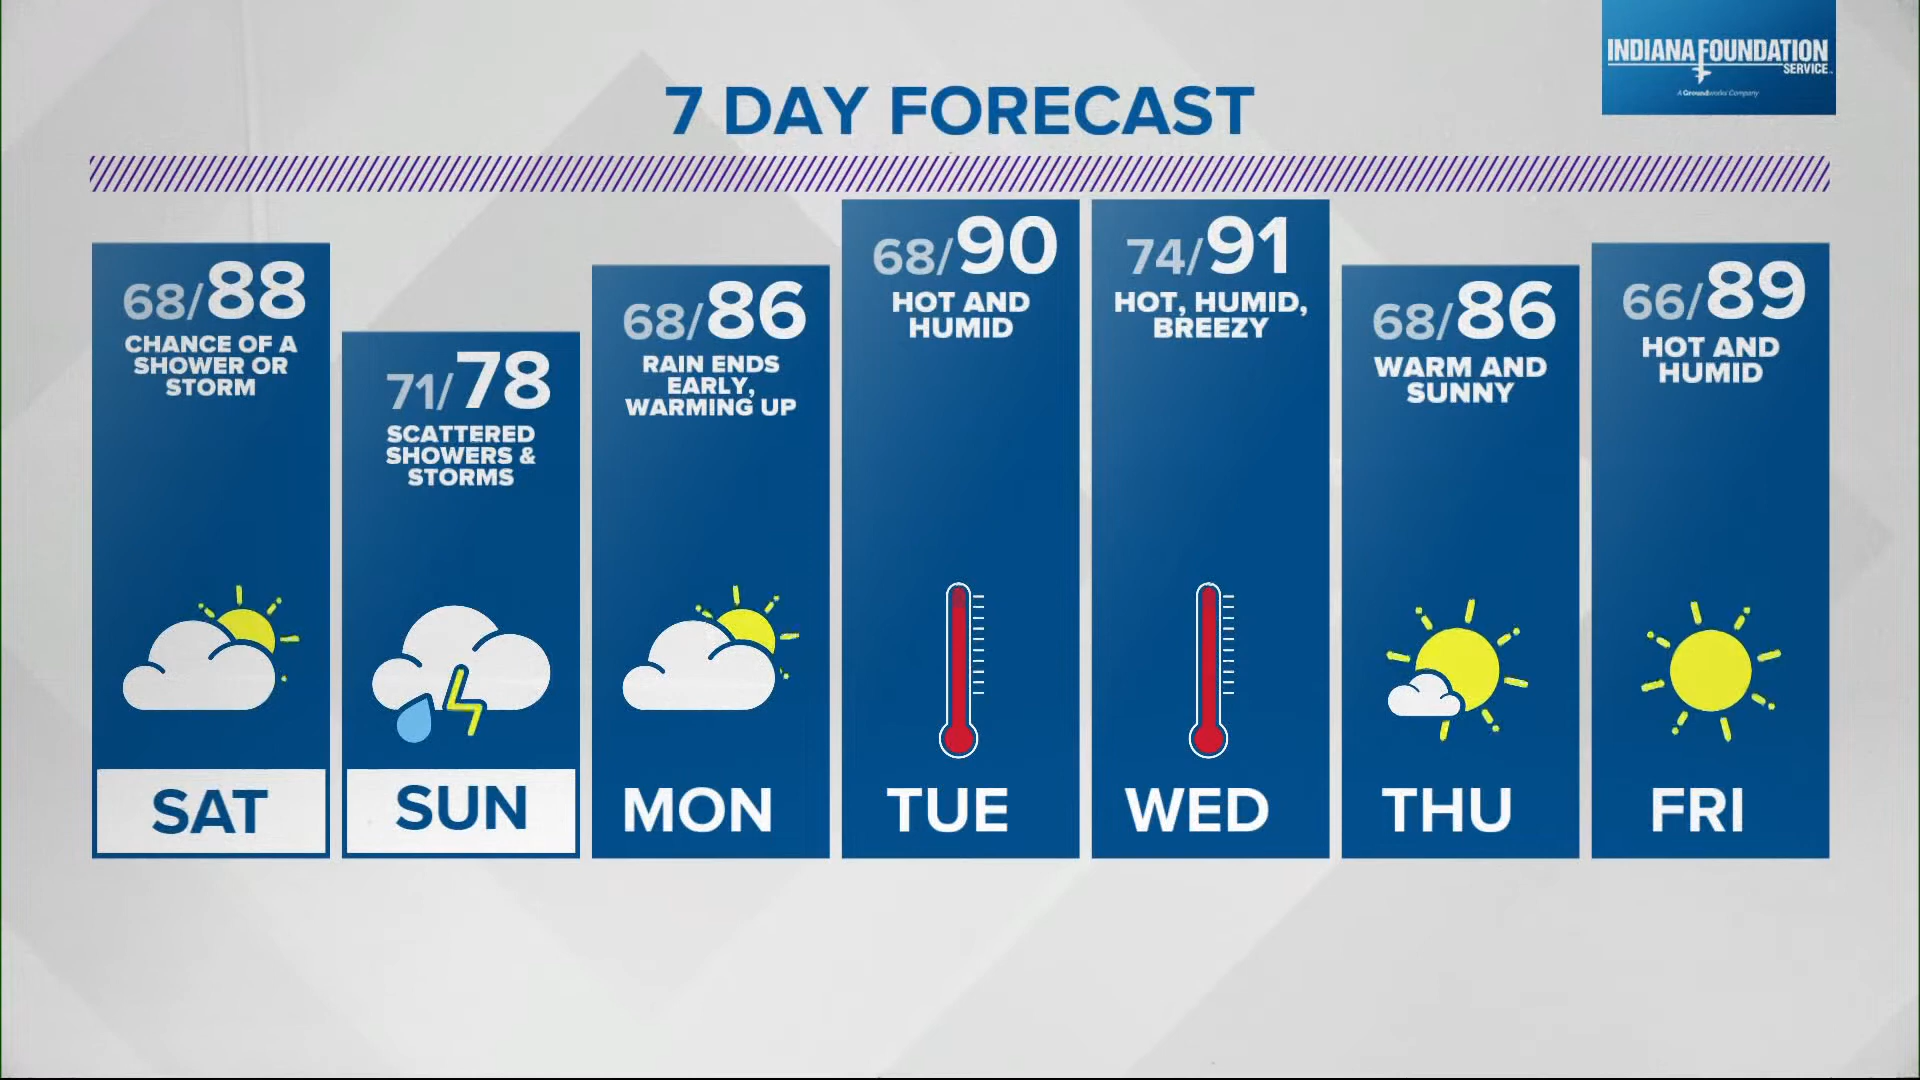 INDIANA FOUNDATION
SERVICE
A Groundworks Company
7 DAY FORECAST
68/88
CHANCE OF A
SHOWER OR
STORM
SAT
71/78
SCATTERED
SHOWERS &
STORMS
SUN
68/86
RAIN ENDS
EARLY,
WARMING UP
MON
68/90
HOT AND
HUMID
TUE
74/91
HOT, HUMID,
BREEZY
WED
68/86
WARM AND
SUNNY
THU
66/89
HOT AND
HUMID
FRI